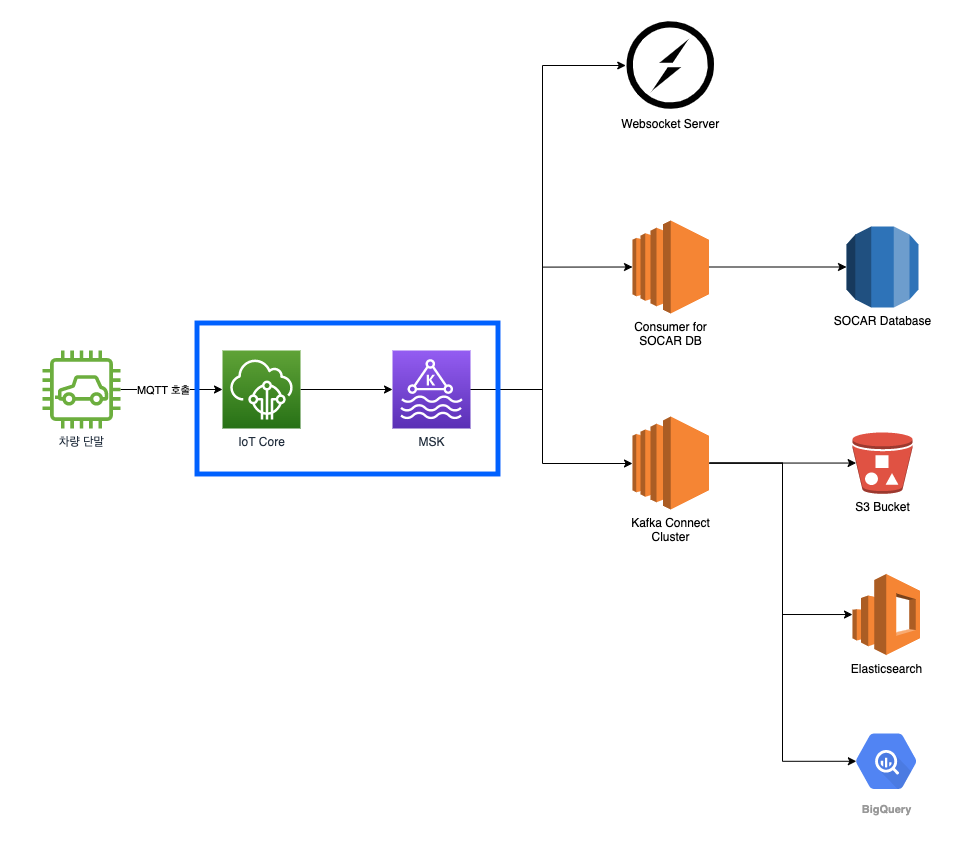 Websocket Server
Consumer for
SOCAR DB
SOCAR Database
MQTT 호출
차량 단말
IoT Core
K
MSK
Kafka Connect
Cluster
S3 Bucket
Elasticsearch
BigQuery